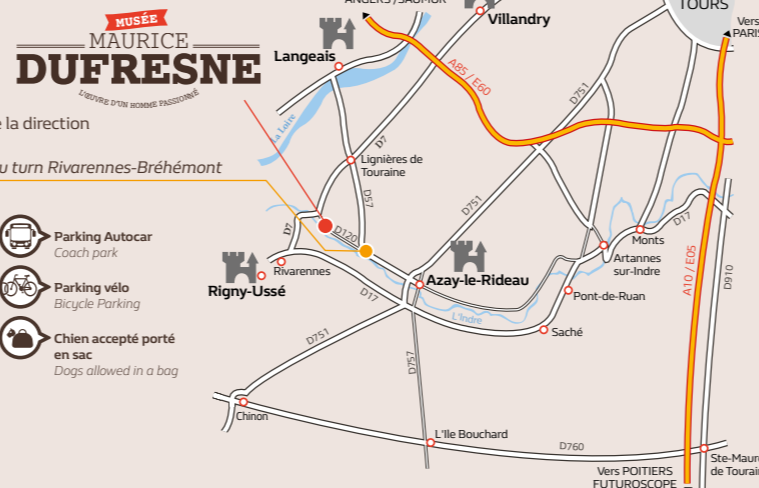 ANGERS / SAUMUR
TOURS
Vers
PARIS
MUSÉE
MAURICE
DUFRESNE
L'ŒUVRE D'UN HOMME PASSIONNÉ
Villandry
Langeais
A85 / E60
D751
La Loire
la direction
D7
Lignières de
Touraine
turn Rivarennes-Bréhémont
D57
D751
D7
D120
D17
Monts
Parking Autocar
Coach park
Artannes
sur-Indre
Rivarennes
Azay-le-Rideau
A10 / E05
D910
Rigny-Ussé
Parking vélo
Bicycle Parking
D17
Pont-de-Ruan
L'Indre
Saché
Chien accepté porté
en sac
Dogs allowed in a bag
D751
D757
Chinon
L'Ile Bouchard
D760
Vers POITIERS
FUTUROSCOPE
Ste-Maure
de Touraine